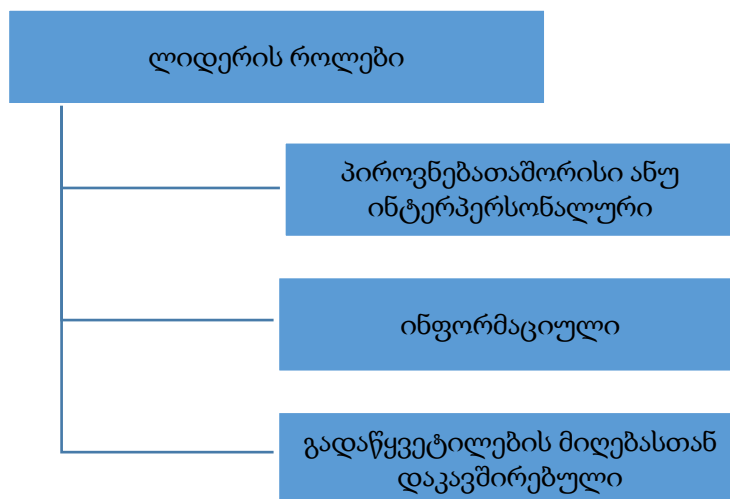 ლიდერის როლები
პიროვნებათაშორისი ანუ
ინტერპერსონალური
ინფორმაციული
გადაწყვეტილების მიღებასთან
დაკავშირებული